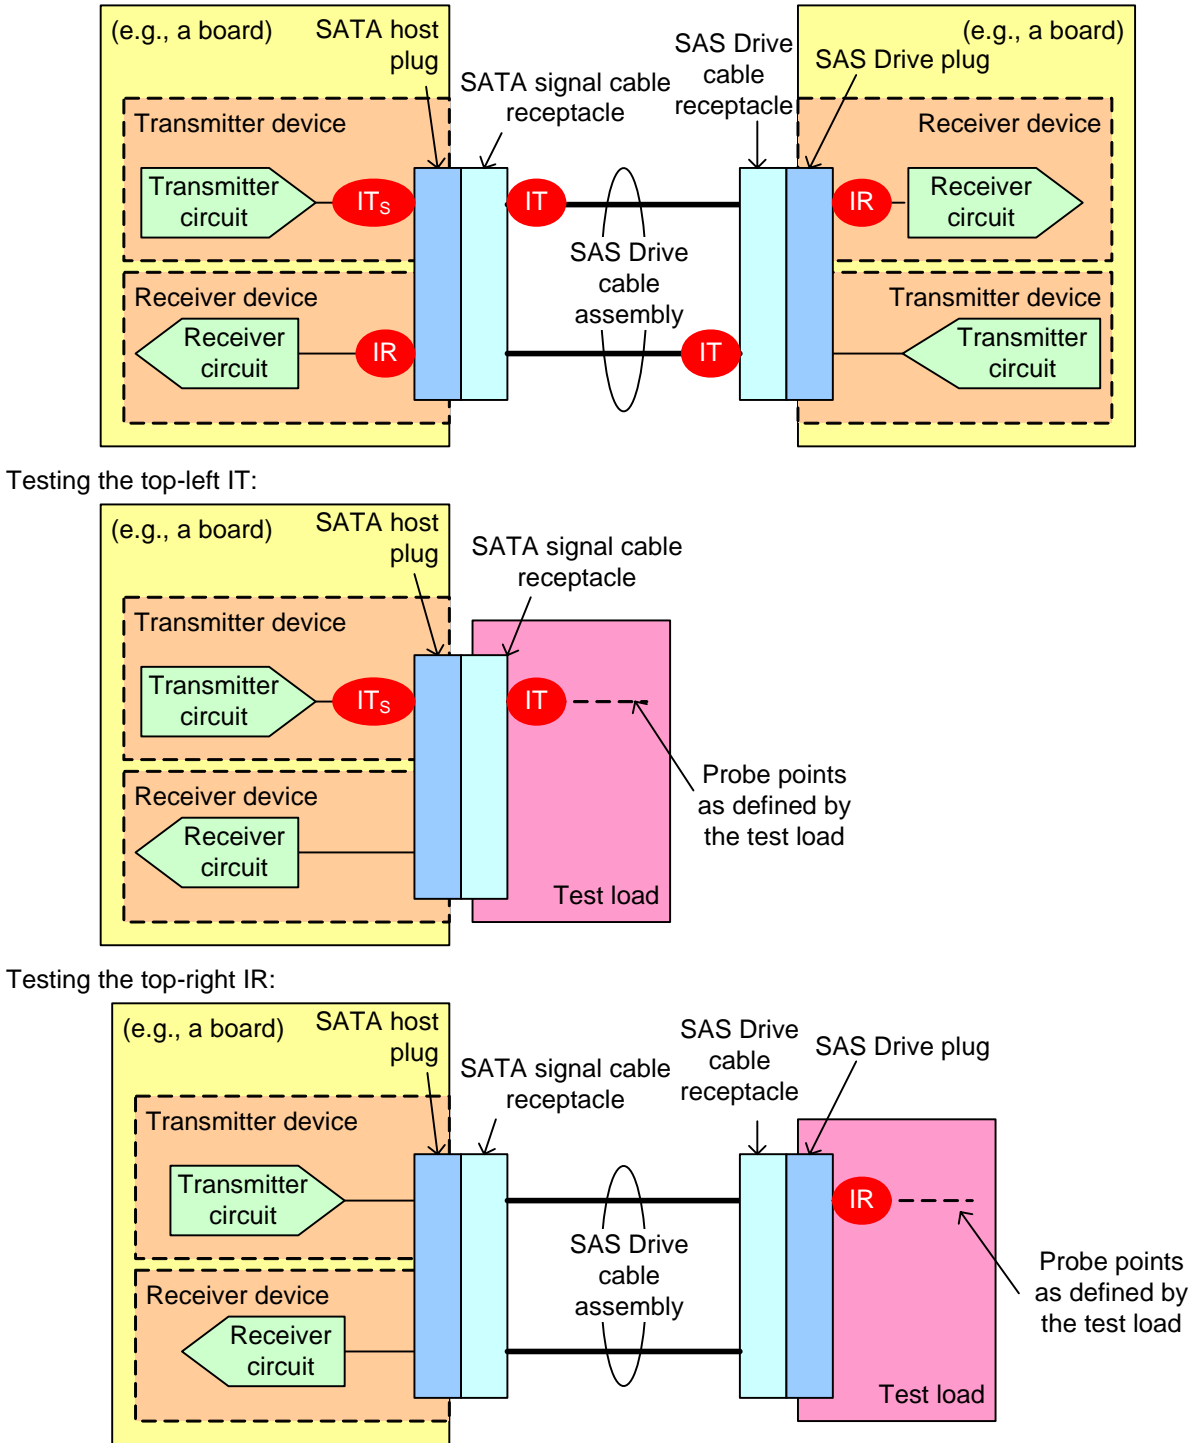 (e.g., a board)
SATA host
plug
SATA signal cable
receptacle
SAS Drive
cable
receptacle
SAS Drive plug
(e.g., a board)
Transmitter device
Transmitter
circuit
ITS
IT
Receiver device
IR
Receiver
circuit
SAS Drive
cable
assembly
Receiver device
Receiver
circuit
IR
IT
Transmitter device
Transmitter
circuit
Testing the top-left IT:
(e.g., a board)
SATA host
plug
SATA signal cable
receptacle
Transmitter device
Transmitter
circuit
ITS
IT
Probe points
as defined by
the test load
Receiver device
Receiver
circuit
Test load
Testing the top-right IR:
(e.g., a board)
SATA host
plug
SATA signal cable
receptacle
SAS Drive
cable
receptacle
SAS Drive plug
Transmitter device
Transmitter
circuit
IR
SAS Drive
cable
assembly
Probe points
as defined by
the test load
Receiver device
Receiver
circuit
Test load